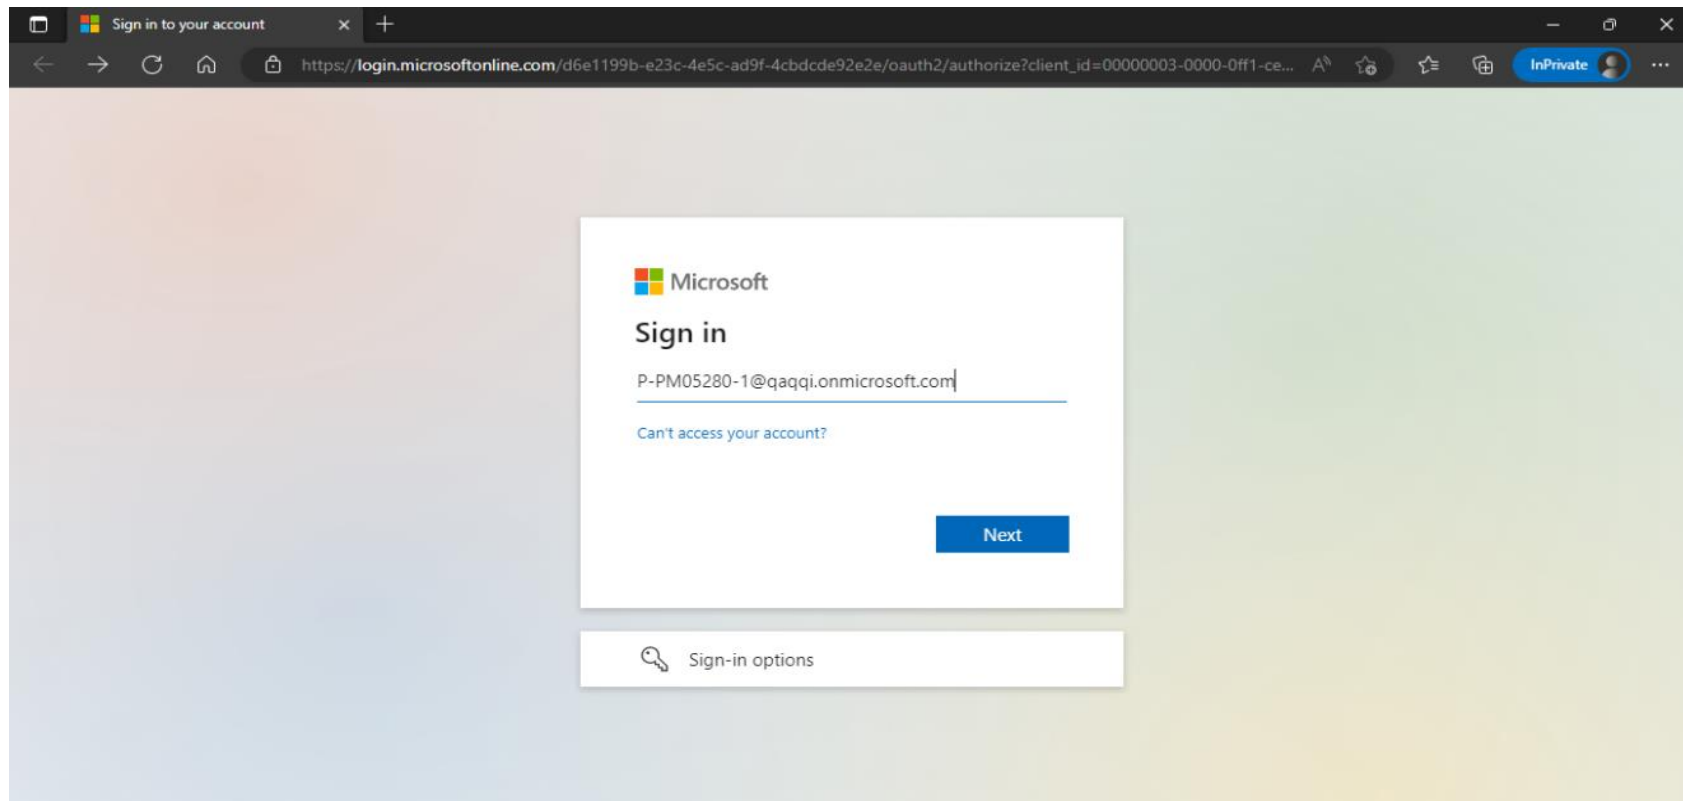 Sign in to your account
https://login.microsoftonline.com/d6e1199b-e23c-4e5c-ad9f-4cbdcde92e2e/oauth2/authorize?client_id=00000003-0000-0ff1-ce...
InPrivate
Microsoft
Sign in
P-PM05280-1@qaqqi.onmicrosoft.com
Can't access your account?
Next
Sign-in options